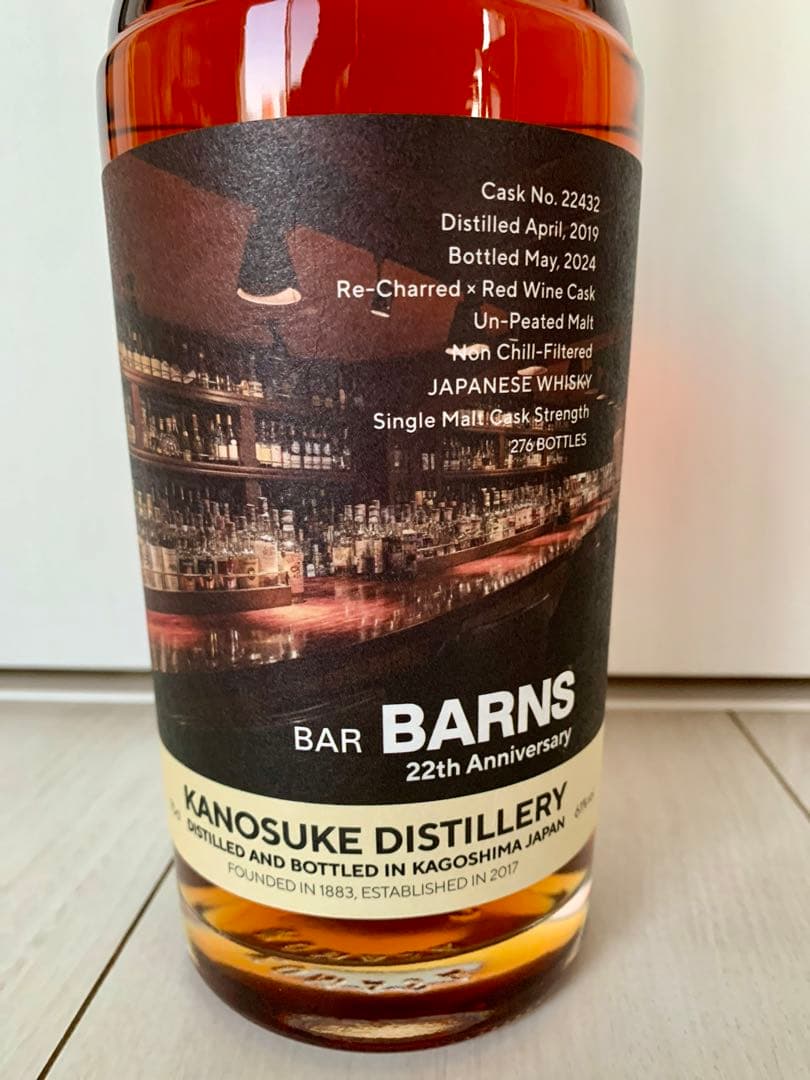 Cask No. 22432
Distilled April, 2019
Bottled May, 2024
Re-Charred × Red Wine Cask
Un-Peated Malt
Non Chill-Filtered
JAPANESE WHISKY
Single Malt Cask Strength
276 BOTTLES
BAR BARNS
22th Anniversary
KANOSUKE DISTILLERY
DISTILLED AND BOTTLED IN KAGOSHIMA JAPAN
FOUNDED IN 1883, ESTABLISHED IN 2017